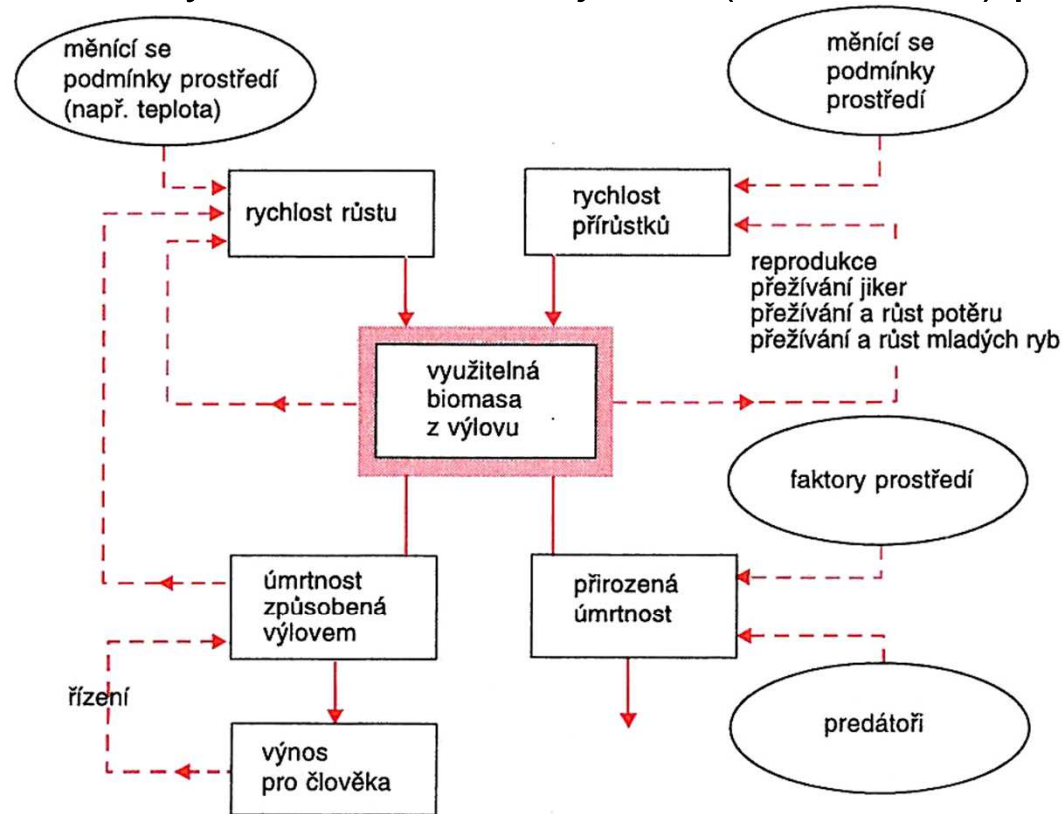 měnící se
podmínky prostředí
(např. teplota)
měnící se
podmínky
prostředí
rychlost růstu
rychlost
přírůstků
reprodukce
přežívání jiker
přežívání a růst potěru
přežívání a růst mladých ryb
využitelná
biomasa
z výlovu
faktory prostředí
úmrtnost
způsobená
výlovem
přirozená
úmrtnost
řízení
výnos
pro člověka
predátoři